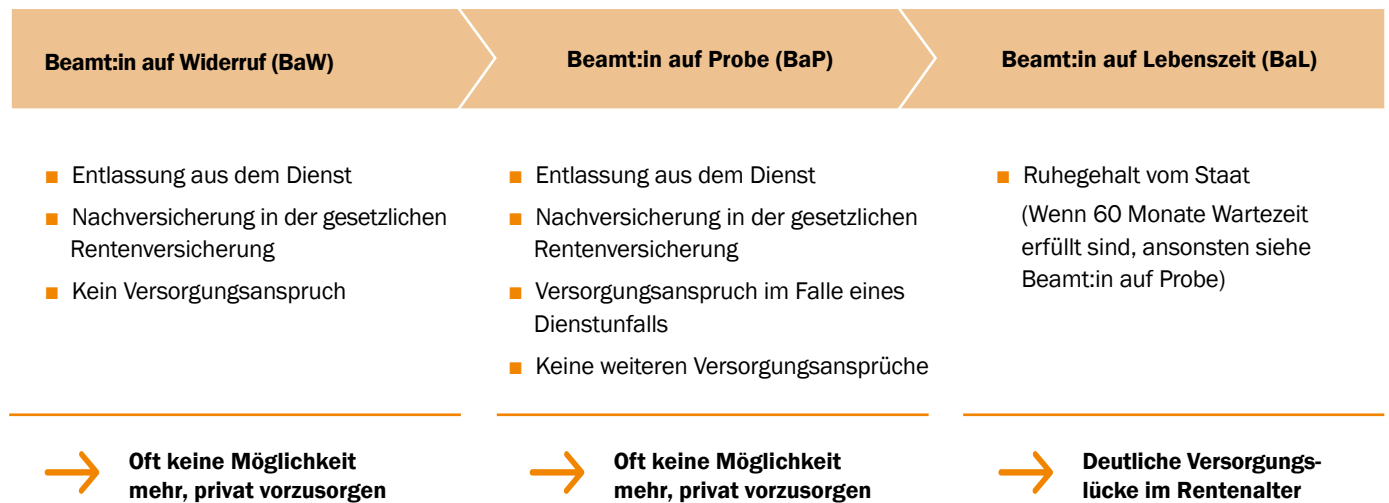 Beamt:in auf Widerruf (BaW)
Beamt:in auf Probe (BaP)
Beamt:in auf Lebenszeit (BaL)
■ Entlassung aus dem Dienst
■ Nachversicherung in der gesetzlichen
Rentenversicherung
■ Kein Versorgungsanspruch
■ Entlassung aus dem Dienst
■ Nachversicherung in der gesetzlichen
Rentenversicherung
■ Versorgungsanspruch im Falle eines
Dienstunfalls
■ Keine weiteren Versorgungsansprüche
■ Ruhegehalt vom Staat
(Wenn 60 Monate Wartezeit
erfüllt sind, ansonsten siehe
Beamt:in auf Probe)
Oft keine Möglichkeit
mehr, privat vorzusorgen
Oft keine Möglichkeit
mehr, privat vorzusorgen
Deutliche Versorgungs-
lücke im Rentenalter